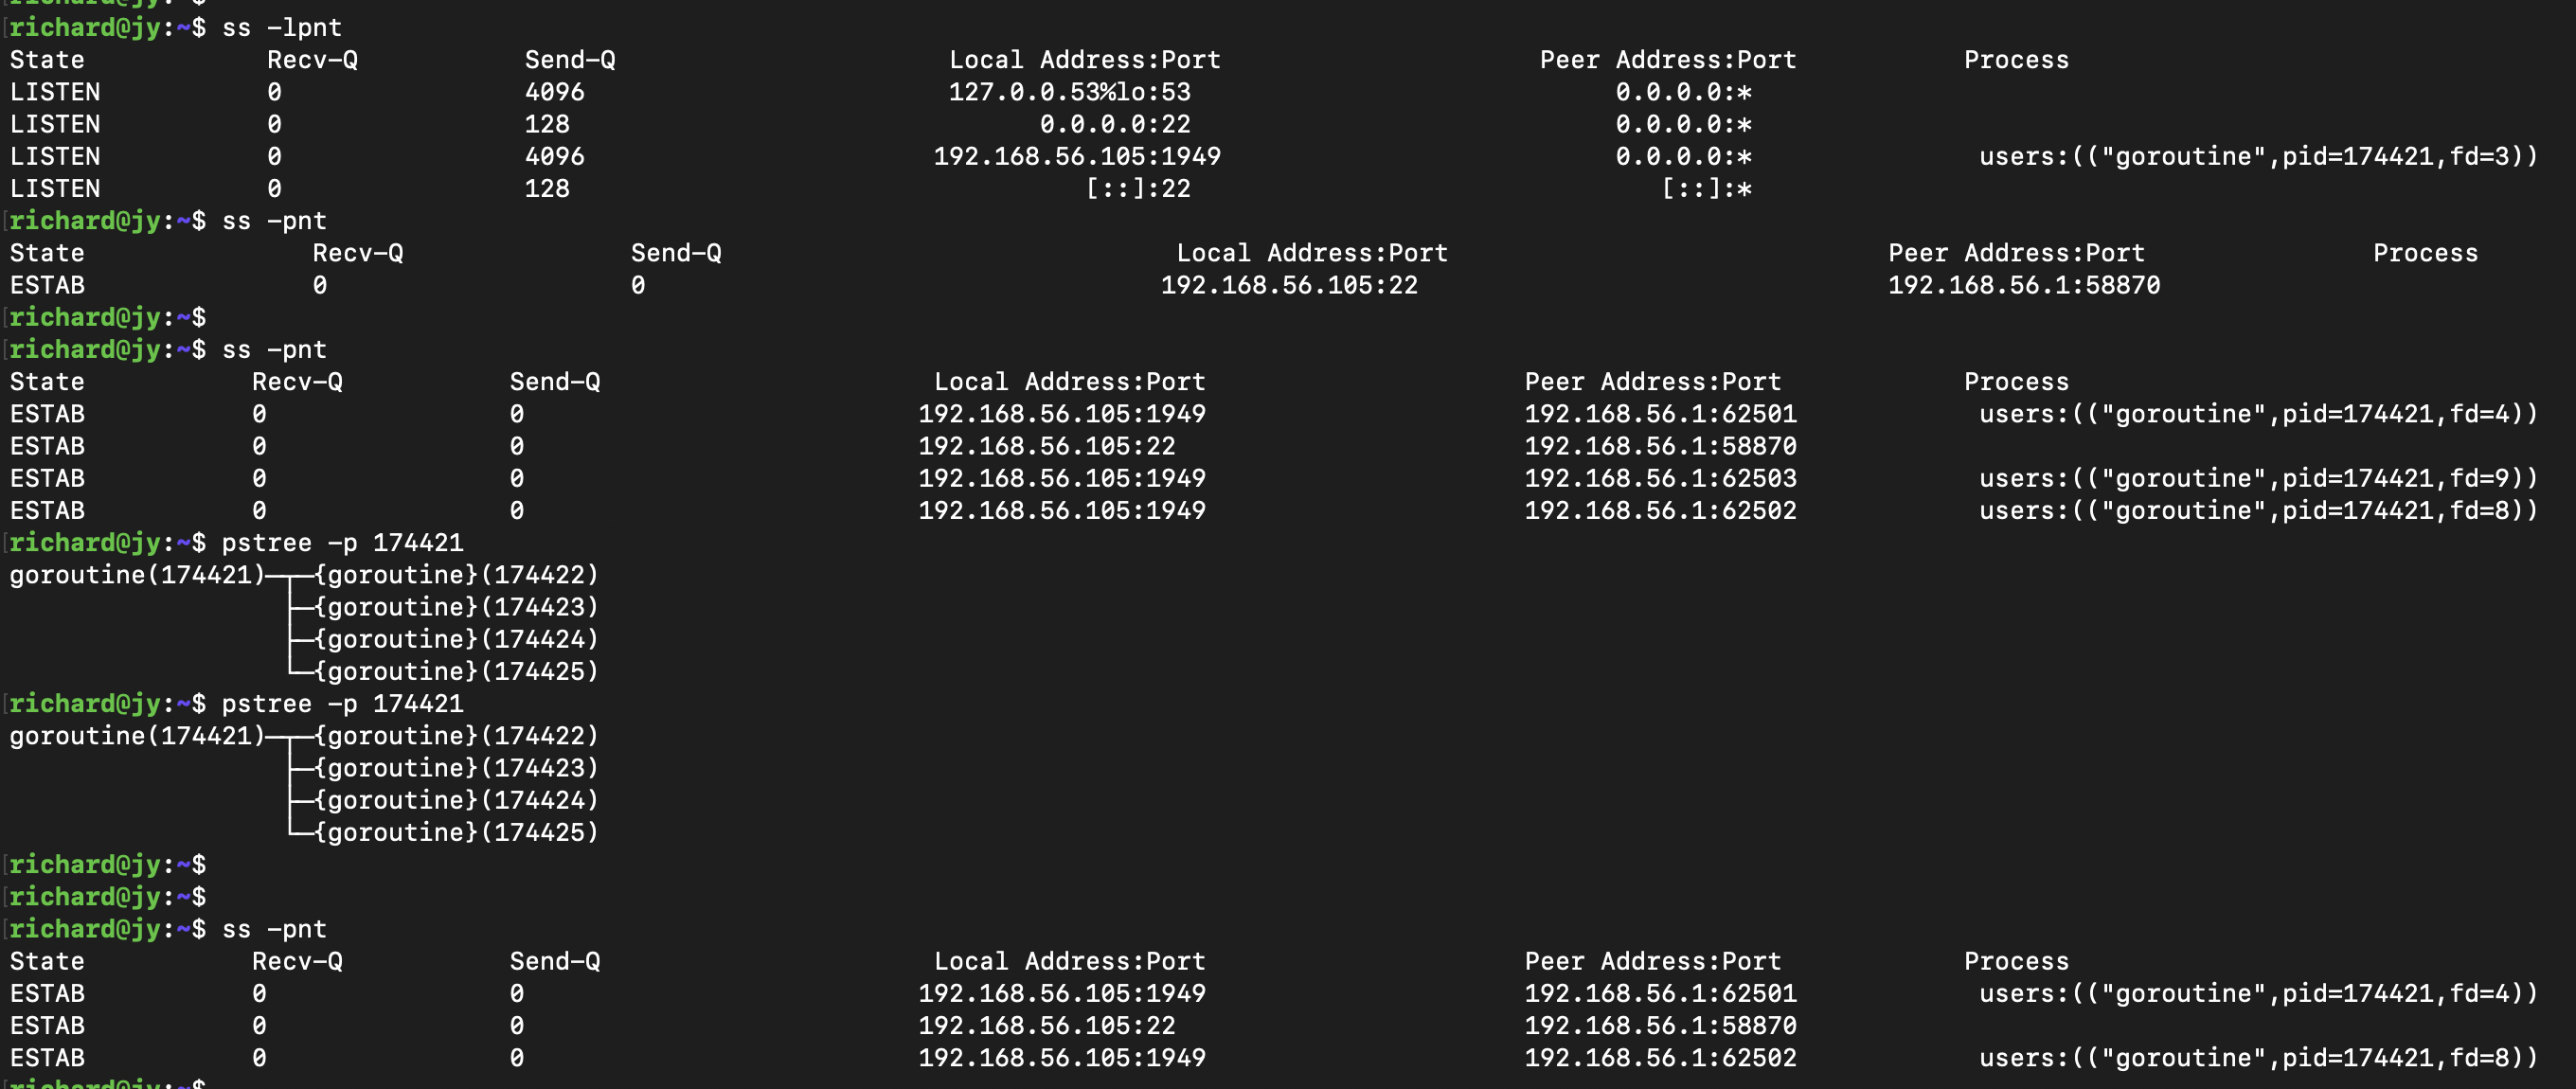 richard@jy:~$ ss -lpnt
State Recv-Q Send-Q Local Address:Port Peer Address:Port Process
LISTEN 0 4096 127.0.0.53%lo:53 0.0.0.0:*
LISTEN 0 128 0.0.0.0:22 0.0.0.0:*
LISTEN 0 4096 192.168.56.105:1949 0.0.0.0:* users:(("goroutine",pid=174421,fd=3))
LISTEN 0 128 [::]:22 [::]:*
richard@jy:~$ ss -pnt
State Recv-Q Send-Q Local Address:Port Peer Address:Port Process
ESTAB 0 0 192.168.56.105:22 192.168.56.1:58870
richard@jy:~$
richard@jy:~$ ss -pnt
State Recv-Q Send-Q Local Address:Port Peer Address:Port Process
ESTAB 0 0 192.168.56.105:1949 192.168.56.1:62501 users:(("goroutine",pid=174421,fd=4))
ESTAB 0 0 192.168.56.105:22 192.168.56.1:58870
ESTAB 0 0 192.168.56.105:1949 192.168.56.1:62503 users:(("goroutine",pid=174421,fd=9))
ESTAB 0 0 192.168.56.105:1949 192.168.56.1:62502 users:(("goroutine",pid=174421,fd=8))
richard@jy:~$ pstree -p 174421
goroutine(174421)─┬─{goroutine}(174422)
├─{goroutine}(174423)
├─{goroutine}(174424)
└─{goroutine}(174425)
richard@jy:~$ pstree -p 174421
goroutine(174421)─┬─{goroutine}(174422)
├─{goroutine}(174423)
├─{goroutine}(174424)
└─{goroutine}(174425)
richard@jy:~$
richard@jy:~$
richard@jy:~$ ss -pnt
State Recv-Q Send-Q Local Address:Port Peer Address:Port Process
ESTAB 0 0 192.168.56.105:1949 192.168.56.1:62501 users:(("goroutine",pid=174421,fd=4))
ESTAB 0 0 192.168.56.105:22 192.168.56.1:58870
ESTAB 0 0 192.168.56.105:1949 192.168.56.1:62502 users:(("goroutine",pid=174421,fd=8))
richard@jy:~$